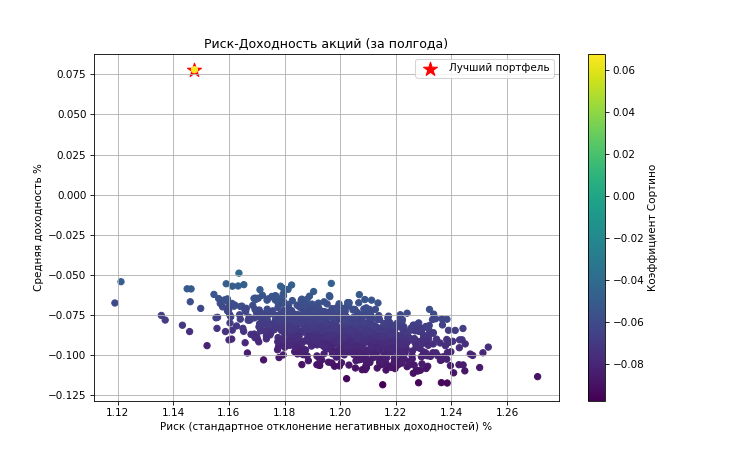 Риск-Доходность акций (за полгода)
Лучший портфель
0.075
0.050
0.025
0.000
−0.025
−0.050
−0.075
−0.100
−0.125
Средняя доходность %
1.12 1.14 1.16 1.18 1.20 1.22 1.24 1.26
Риск (стандартное отклонение негативных доходностей) %
0.06
0.04
0.02
0.00
−0.02
−0.04
−0.06
−0.08
Коэффициент Сортино